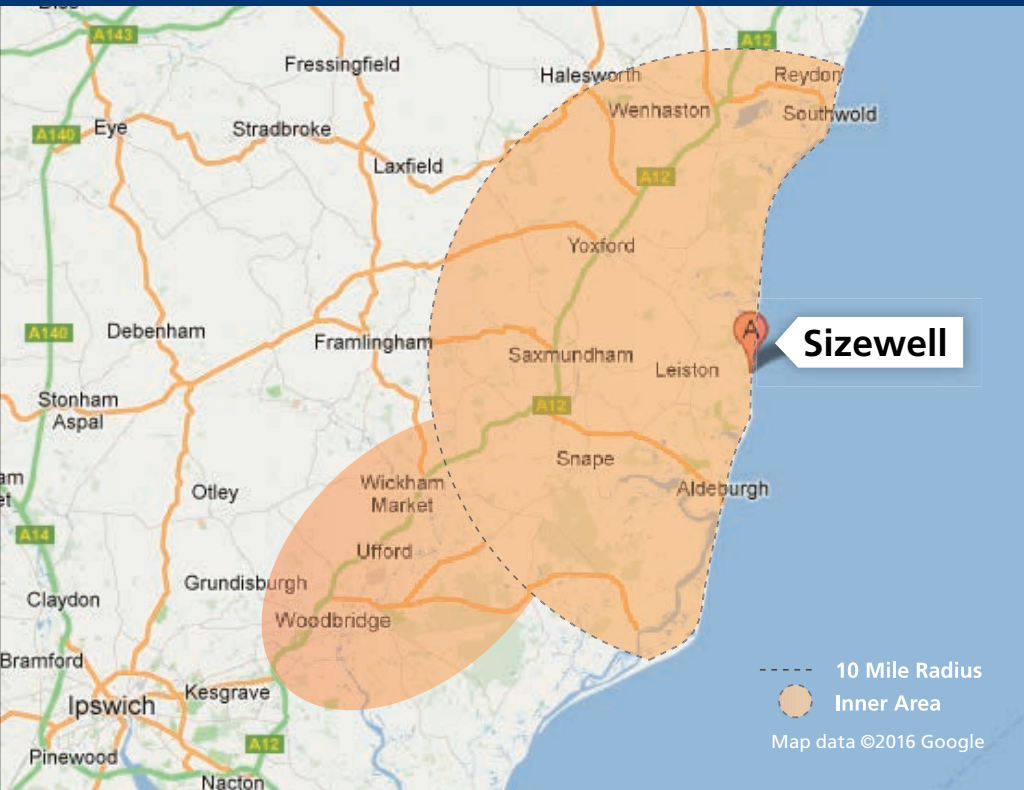 A143
A12
Fressingfield
Halesworth
Reydon
Wenhaston
Southwold
A140
Eye
Stradbroke
Laxfield
A12
Yoxford
A140
Debenham
Framlingham
A
Sizewell
Saxmundham
Leiston
Stonham
Aspal
A12
Snape
Wickham
Market
Aldeburgh
Otley
A14
Ufford
Grundisburgh
Claydon
Woodbridge
Bramford
Kesgrave
Ipswich
A12
Pinewood
Nacton
10 Mile Radius
Inner Area
Map data ©2016 Google